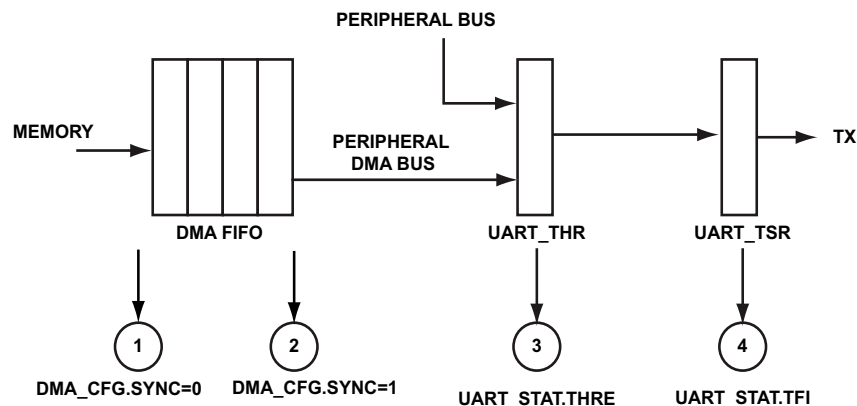 PERIPHERAL BUS
MEMORY
PERIPHERAL
DMA BUS
TX
DMA FIFO
UART_THR
UART_TSR
1
2
3
4
DMA_CFG.SYNC=0
DMA_CFG.SYNC=1
UART_STAT.THRE
UART_STAT.TFI